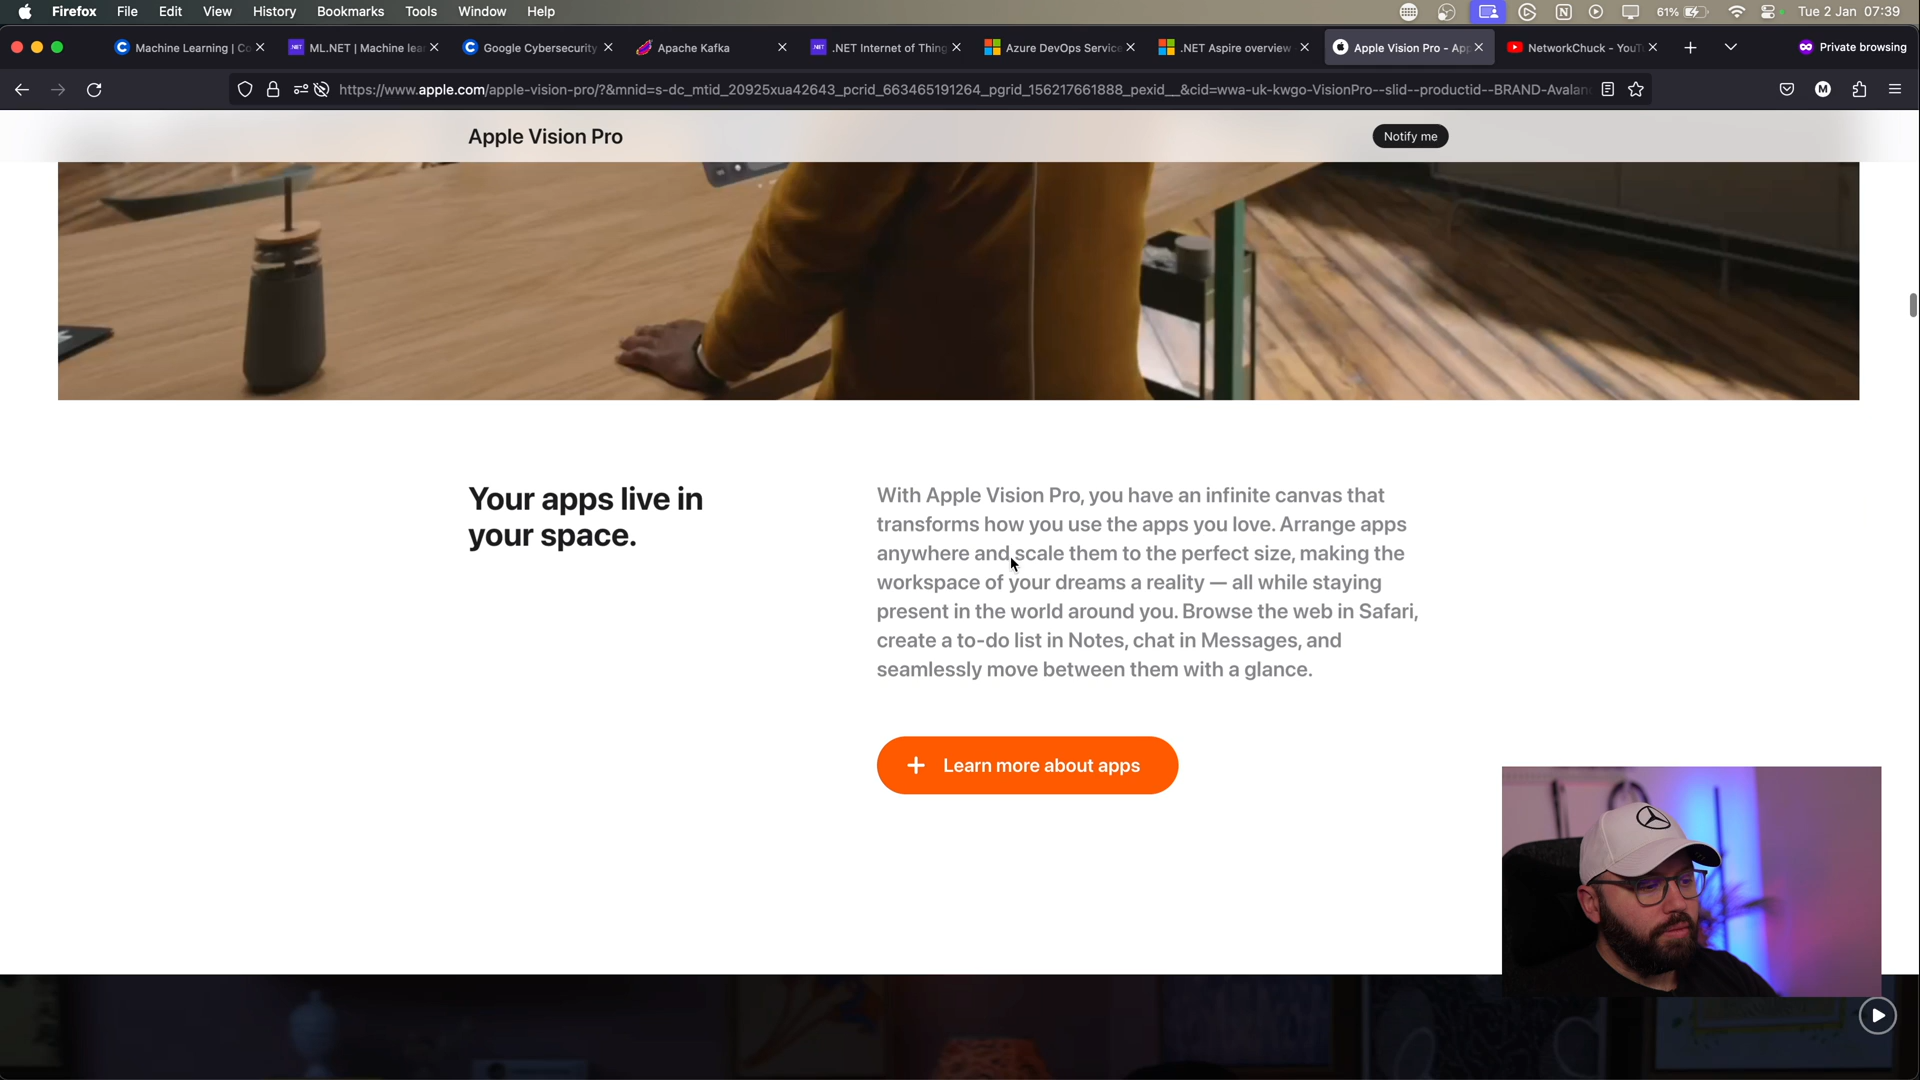 Firefox File Edit View History Bookmarks Tools Window Help 61% Tue 2 Jan 07:39
Machine Learning | Co ML.NET | Machine lea Google Cybersecurity Apache Kafka .NET Internet of Thing Azure DevOps Service .NET Aspire overview Apple Vision Pro - App NetworkChuck - YouT Private browsing
https://www.apple.com/apple-vision-pro/?&mnid=s-dc_mtid_20925xua42643_pcrid_663465191264_pgrid_156217661888_pexid__&cid=wwa-uk-kwgo-VisionPro--slid--productid--BRAND-Avalan
Apple Vision Pro Notify me
Your apps live in
your space.
With Apple Vision Pro, you have an infinite canvas that
transforms how you use the apps you love. Arrange apps
anywhere and scale them to the perfect size, making the
workspace of your dreams a reality — all while staying
present in the world around you. Browse the web in Safari,
create a to-do list in Notes, chat in Messages, and
seamlessly move between them with a glance.
+ Learn more about apps